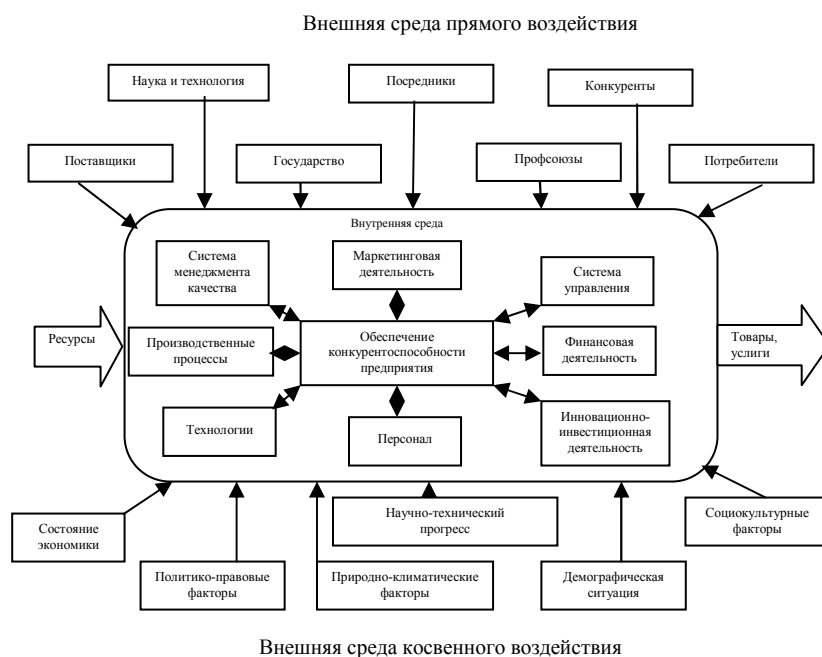 Внешняя среда прямого воздействия
Наука и технология
Посредники
Конкуренты
Поставщики
Государство
Профсоюзы
Потребители
Внутренняя среда
Система
менеджмента
качества
Маркетинговая
деятельность
Система
управления
Ресурсы
Производственные
процессы
Обеспечение
конкурентоспособности
предприятия
Финансовая
деятельность
Товары,
услиги
Технологии
Персонал
Инновационно-
инвестиционная
деятельность
Состояние
экономики
Научно-технический
прогресс
Социокультурные
факторы
Политико-правовые
факторы
Природно-климатические
факторы
Демографическая
ситуация
Внешняя среда косвенного воздействия